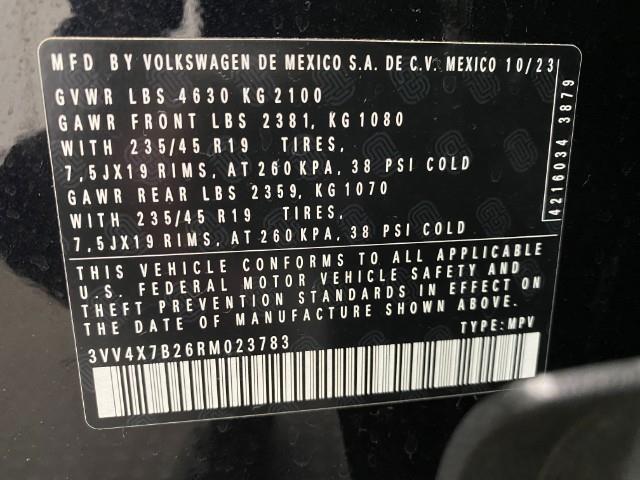 MFD BY VOLKSWAGEN DE MEXICO S.A. DE C.V. MEXICO 10/23
GVWR LBS 4630 KG 2100
GAWR FRONT LBS 2381, KG 1080
WITH 235/45 R19 TIRES,
7,5JX19 RIMS, AT 260 KPA, 38 PSI COLD
GAWR REAR LBS 2359, KG 1070
WITH 235/45 R19 TIRES,
7,5JX19 RIMS, AT 260 KPA, 38 PSI COLD
4216034 3879
THIS VEHICLE CONFORMS TO ALL APPLICABLE
U.S. FEDERAL MOTOR VEHICLE SAFETY AND
THEFT PREVENTION STANDARDS IN EFFECT ON
THE DATE OF MANUFACTURE SHOWN ABOVE.
3VV4X7B26RM023783 TYPE: MPV